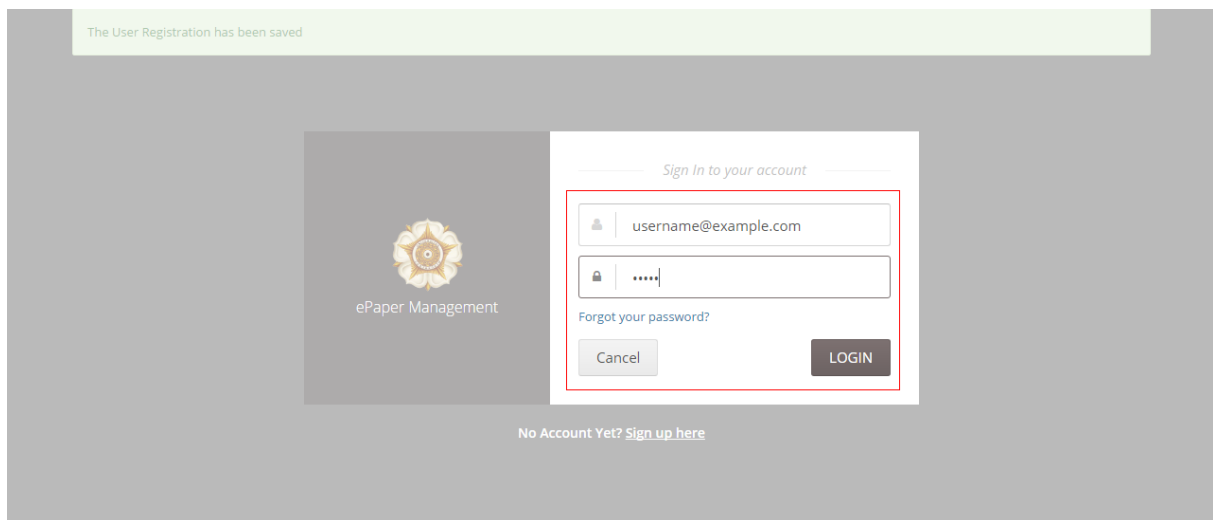 The User Registration has been saved
Sign In to your account
username@example.com
•••••
ePaper Management
Forgot your password?
Cancel
LOGIN
No Account Yet? Sign up here